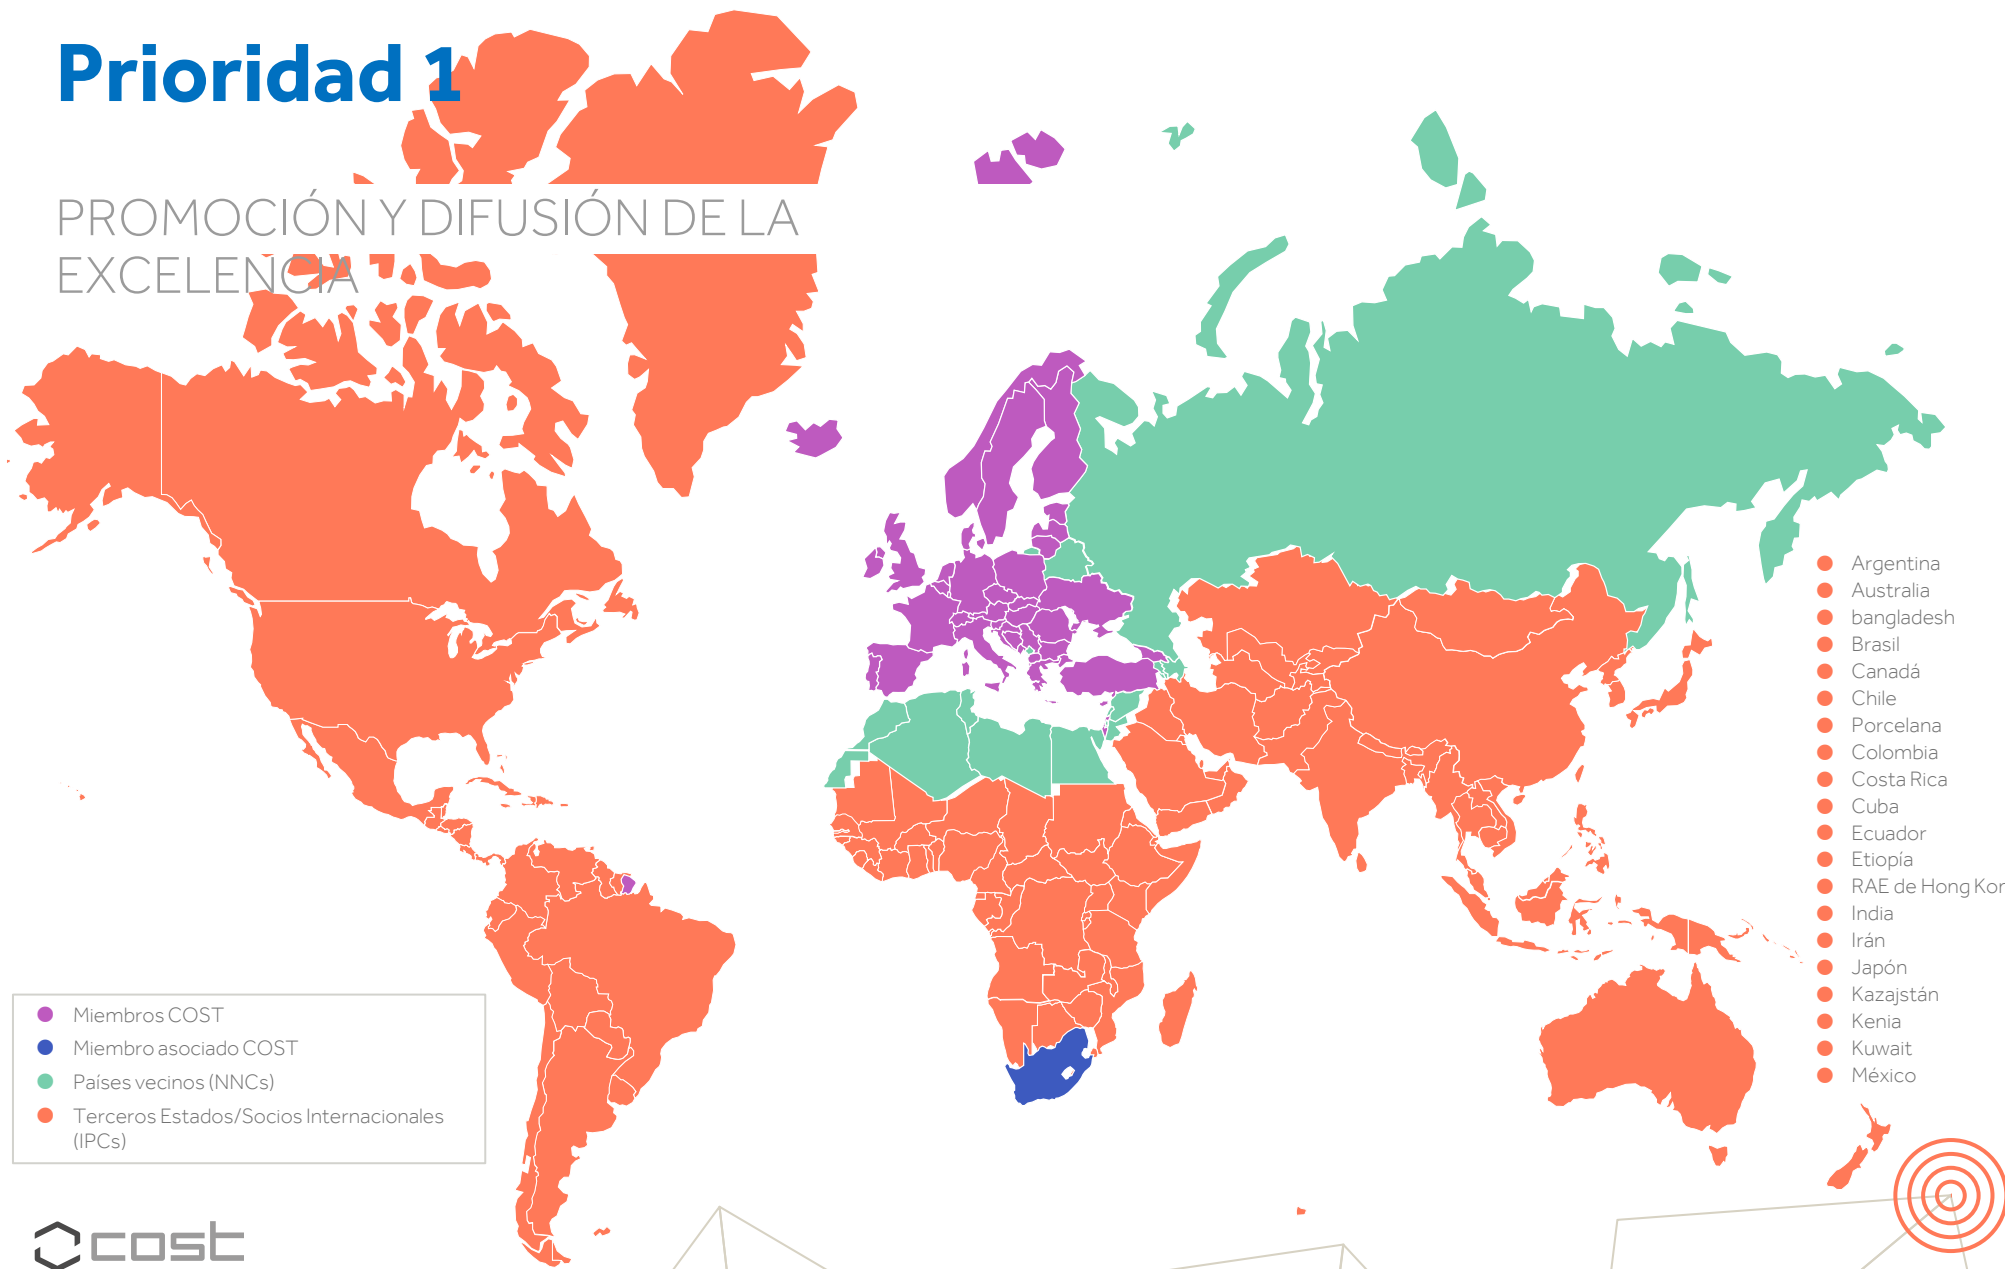 Prioridad 1
PROMOCIÓN Y DIFUSIÓN DE LA
EXCELENCIA
Argentina
Australia
bangladesh
Brasil
Canadá
Chile
Porcelana
Colombia
Costa Rica
Cuba
Ecuador
Etiopía
RAE de Hong Kor
India
Irán
Japón
Kazajstán
Kenia
Kuwait
México
Miembros COST
Miembro asociado COST
Países vecinos (NNCs)
Terceros Estados/Socios Internacionales
(IPCs)
cost